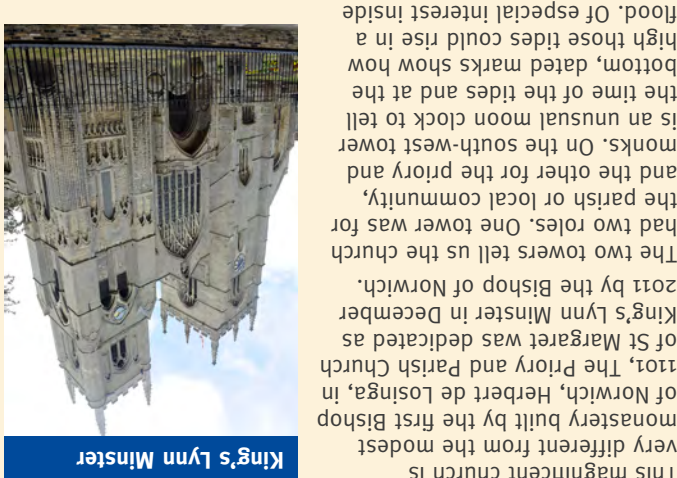 King's Lynn Minster
This magnificent church is
very different from the modest
monastery built by the first Bishop
of Norwich, Herbert de Losinga, in
1101, The Priory and Parish Church
of St Margaret was dedicated as
King's Lynn Minster in December
2011 by the Bishop of Norwich.
The two towers tell us the church
had two roles. One tower was for
the parish or local community,
and the other for the priory and
monks. On the south-west tower
is an unusual moon clock to tell
the time of the tides and at the
bottom, dated marks show how
high those tides could rise in a
flood. Of especial interest inside